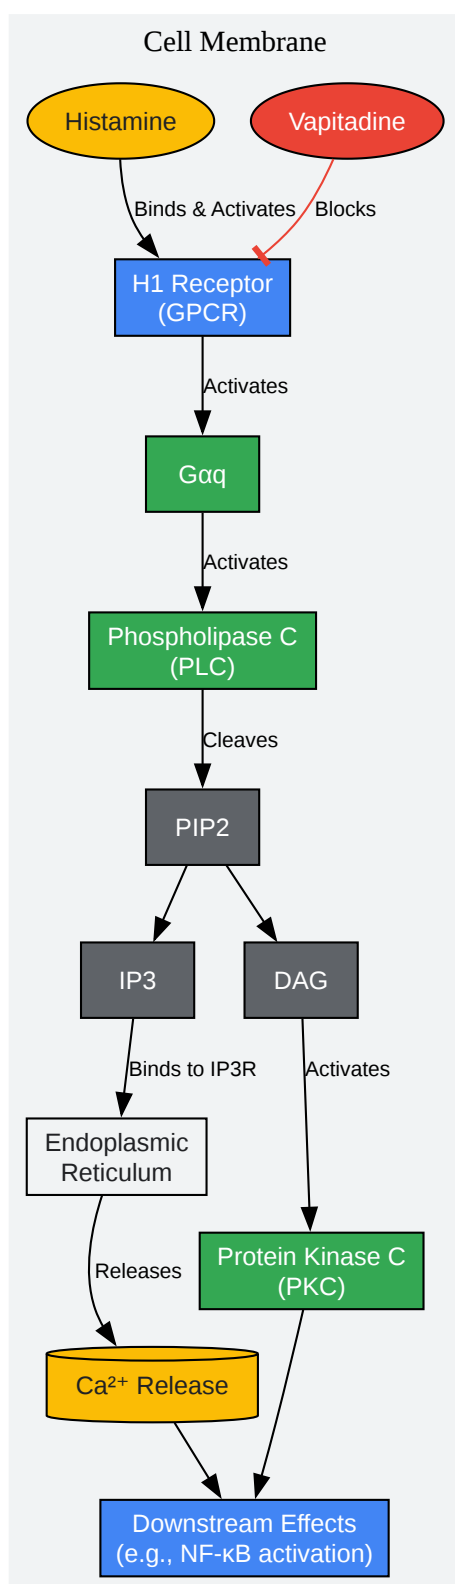 Cell Membrane
Histamine
Vapitadine
Binds & Activates
Blocks
H1 Receptor
(GPCR)
Activates
Gαq
Activates
Phospholipase C
(PLC)
Cleaves
PIP2
IP3
DAG
Binds to IP3R
Activates
Endoplasmic
Reticulum
Protein Kinase C
(PKC)
Releases
Ca²⁺ Release
Downstream Effects
(e.g., NF-κB activation)